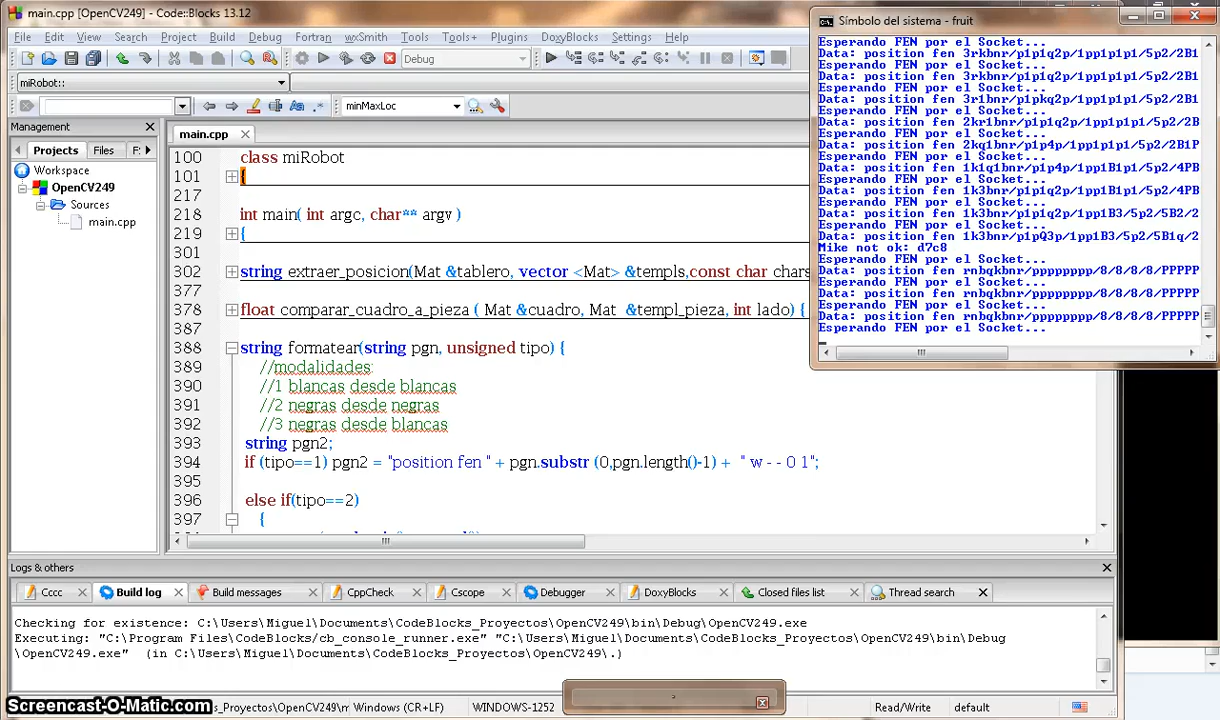 main.cpp [OpenCV249] - Code::Blocks 13.12
File Edit View Search Project Build Debug Fortran wxSmith Tools Tools+ Plugins DoxyBlocks Settings Help
Debug
miRobot::
minMaxLoc
Management
Projects Files F:
Workspace
OpenCV249
Sources
main.cpp
main.cpp
100 class miRobot
101 {
217
218 int main( int argc, char** argv )
219 {
301
302 string extraer_posicion(Mat &tablero, vector <Mat> &templs,const char chars
377
378 float comparar_cuadro_a_pieza ( Mat &cuadro, Mat &templ_pieza, int lado) {
387
388 string formatear(string pgn, unsigned tipo) {
389 //modalidades:
390 //1 blancas desde blancas
391 //2 negras desde negras
392 //3 negras desde blancas
393 string pgn2;
394 if (tipo==1) pgn2 = "position fen " + pgn.substr (0,pgn.length()-1) + " w - - 0 1";
395
396 else if(tipo==2)
397 {
Símbolo del sistema - fruit
Esperando FEN por el Socket...
Data: position fen 3rkbnr/p1p1q2p/1pp1p1p1/5p2/2B1
Esperando FEN por el Socket...
Data: position fen 3rkbnr/p1p1q2p/1pp1p1p1/5p2/2B1
Esperando FEN por el Socket...
Data: position fen 3r1bnr/p1pkq2p/1pp1p1p1/5p2/2B1
Esperando FEN por el Socket...
Data: position fen 2kr1bnr/p1p1q2p/1pp1p1p1/5p2/2B
Esperando FEN por el Socket...
Data: position fen 2kq1bnr/p1p4p/1pp1p1p1/5p2/2B1P
Esperando FEN por el Socket...
Data: position fen 1k1q1bnr/p1p4p/1pp1B1p1/5p2/4PB
Esperando FEN por el Socket...
Data: position fen 1k3bnr/p1p1q2p/1pp1B1p1/5p2/4PB
Esperando FEN por el Socket...
Data: position fen 1k3bnr/p1p1q2p/1pp1B3/5p2/5B2/2
Esperando FEN por el Socket...
Data: position fen 1k3bnr/p1pQ3p/1pp1B3/5p2/5B1q/2
Mike not ok: d7c8
Esperando FEN por el Socket...
Data: position fen rnbqkbnr/pppppppp/8/8/8/8/PPPPP
Esperando FEN por el Socket...
Data: position fen rnbqkbnr/pppppppp/8/8/8/8/PPPPP
Esperando FEN por el Socket...
Data: position fen rnbqkbnr/pppppppp/8/8/8/8/PPPPP
Esperando FEN por el Socket...
Logs & others
Cccc Build log Build messages CppCheck Cscope Debugger DoxyBlocks Closed files list Thread search
Checking for existence: C:\Users\Miguel\Documents\CodeBlocks_Proyectos\OpenCV249\bin\Debug\OpenCV249.exe
Executing: "C:\Program Files\CodeBlocks/cb_console_runner.exe" "C:\Users\Miguel\Documents\CodeBlocks_Proyectos\OpenCV249\bin\Debug
\OpenCV249.exe" (in C:\Users\Miguel\Documents\CodeBlocks_Proyectos\OpenCV249\.)
Screencast-O-Matic.com
s_Proyectos\OpenCV249\m Windows (CR+LF) WINDOWS-1252 Read/Write default